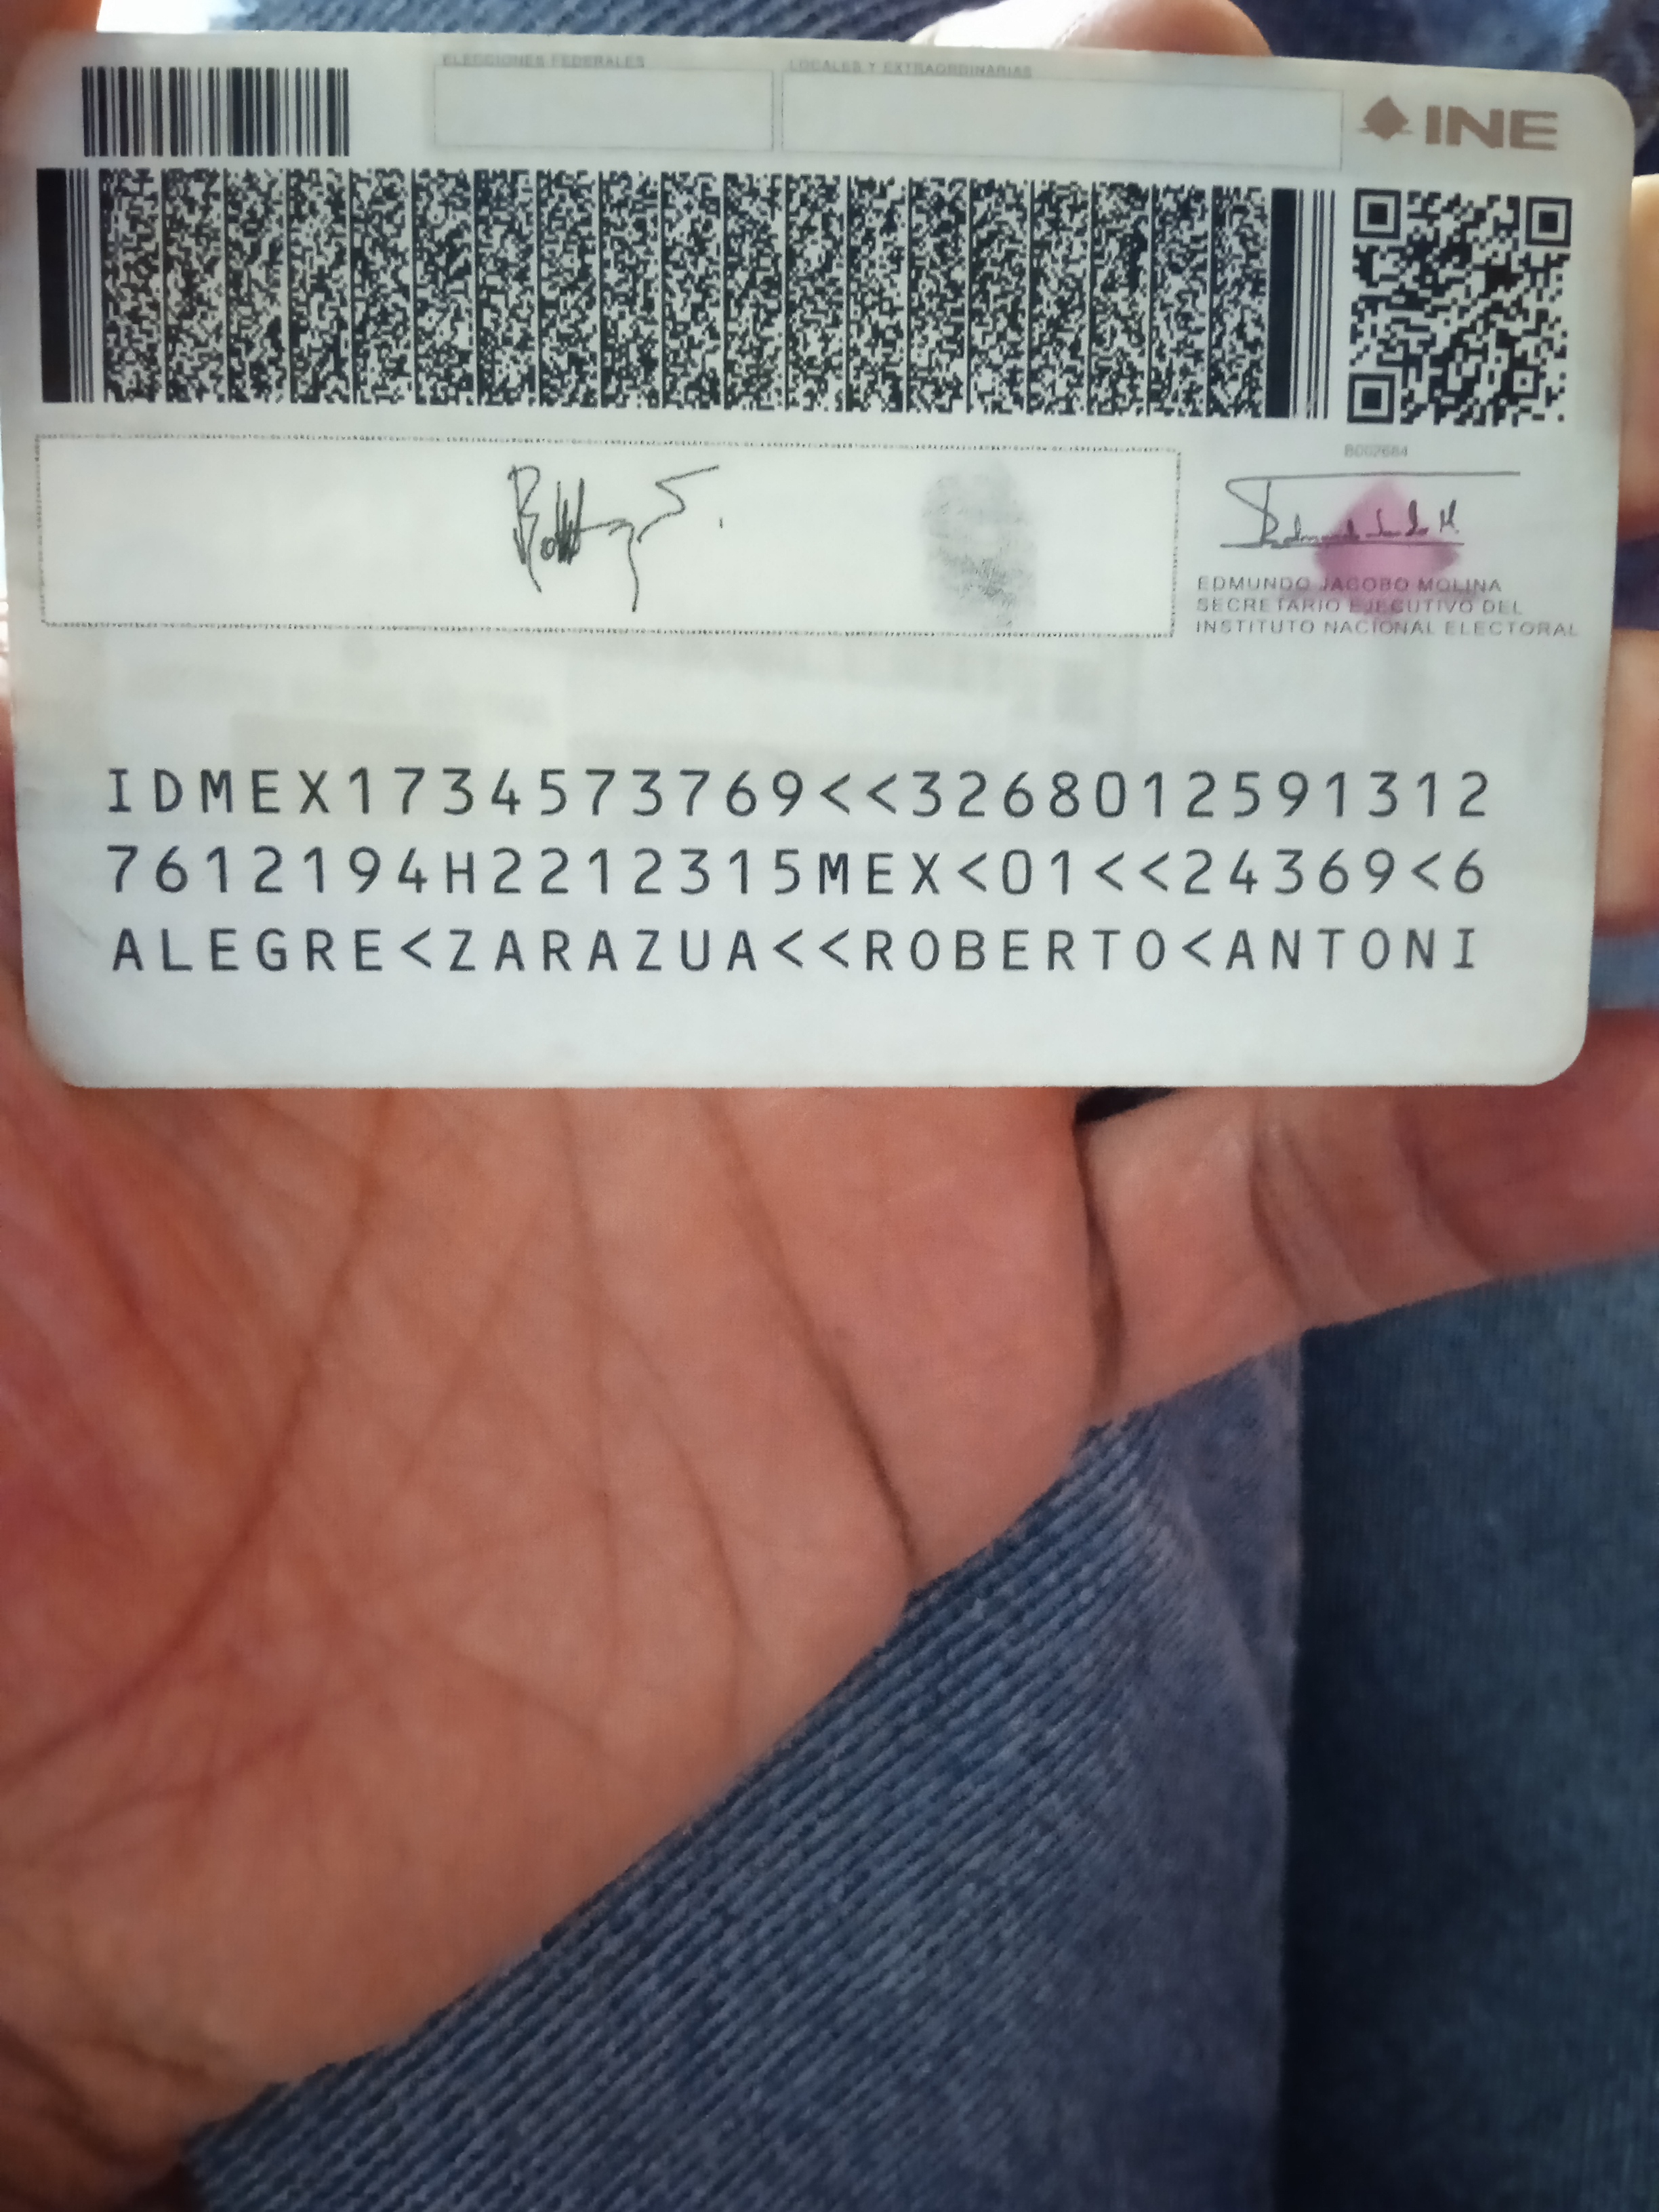 ELECCIONES FEDERALES
LOCALES Y EXTRAORDINARIAS
INE
B002684
EDMUNDO JACOBO MOLINA
SECRETARIO EJECUTIVO DEL
INSTITUTO NACIONAL ELECTORAL
IDMEX1734573769<<3268012591312
7612194H2212315MEX<01<<24369<6
ALEGRE<ZARAZUA<<ROBERTO<ANTONI